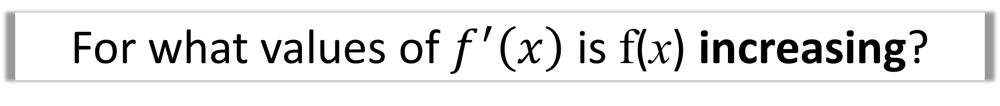 For what values of f′(x) is f(x) increasing?